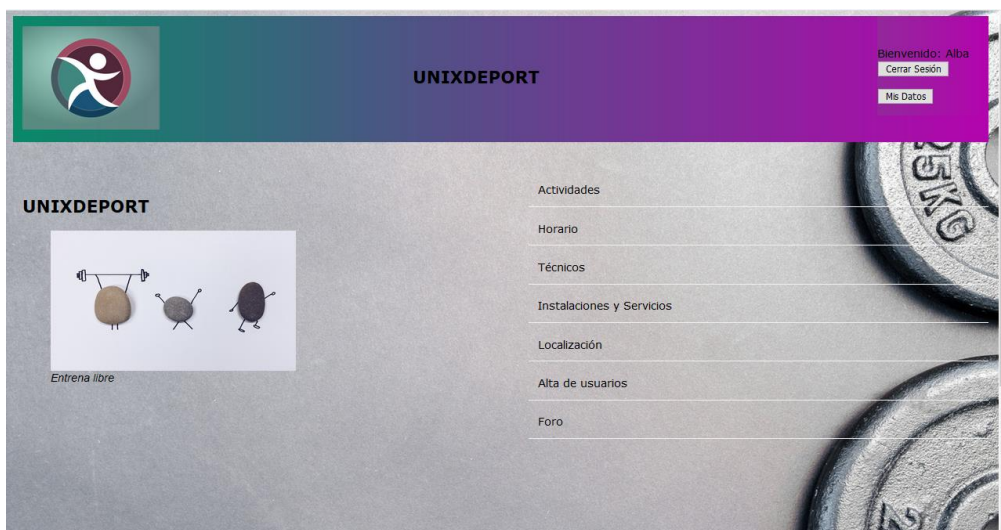 UNIXDEPORT
Bienvenido: Alba
Cerrar Sesión
Mis Datos
UNIXDEPORT
Entrena libre
Actividades
Horario
Técnicos
Instalaciones y Servicios
Localización
Alta de usuarios
Foro
25KG